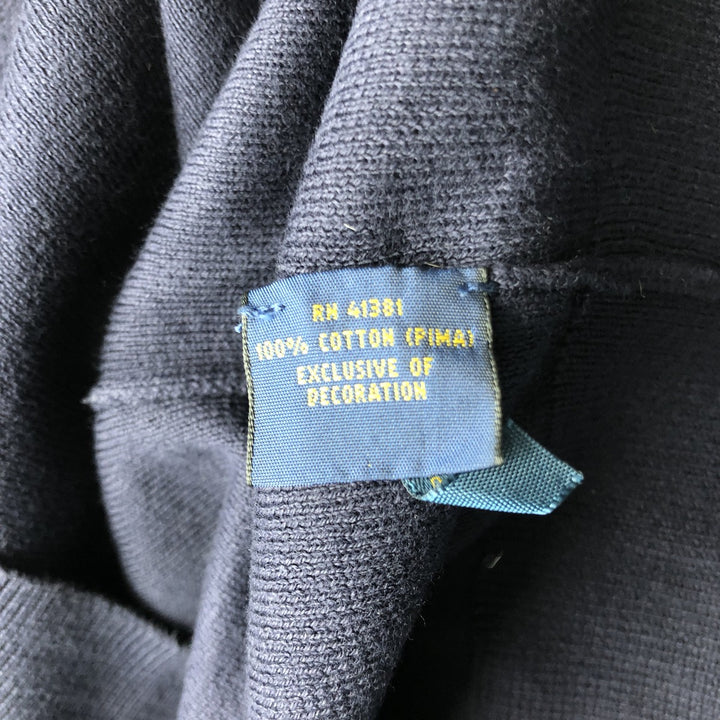 RN 41381
100% COTTON (PIMA)
EXCLUSIVE OF
DECORATION